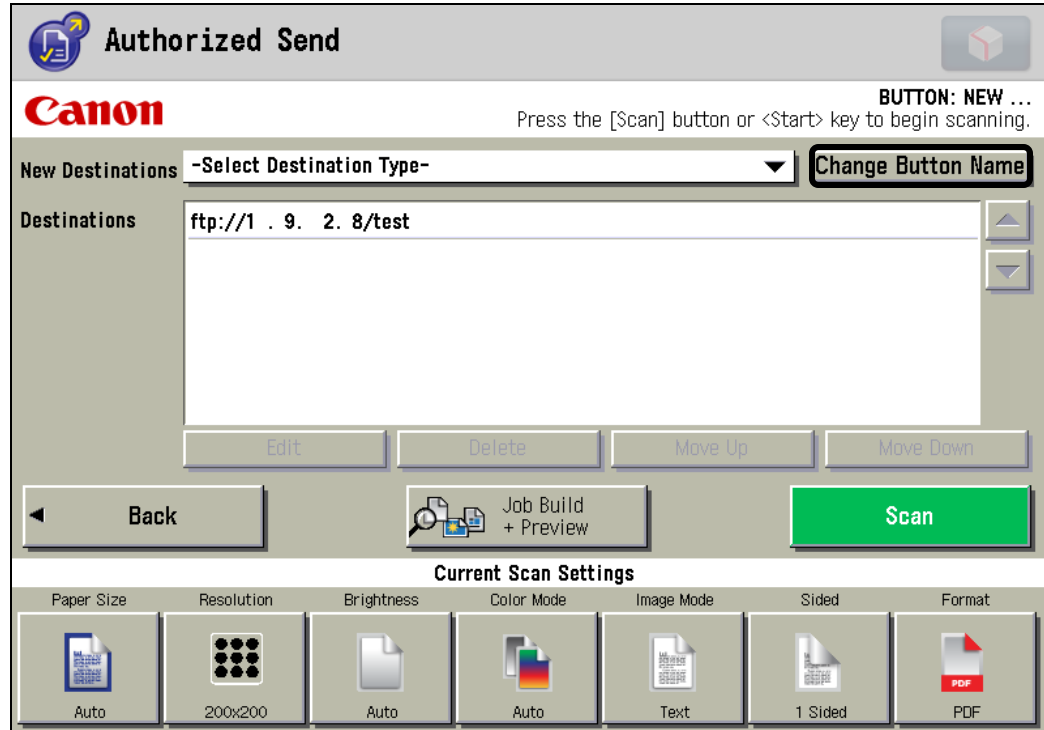 Authorized Send
Canon
BUTTON: NEW ...
Press the [Scan] button or <Start> key to begin scanning.
New Destinations -Select Destination Type- Change Button Name
Destinations
ftp://1 . 9. 2. 8/test
Edit Delete Move Up Move Down
Back
Job Build
+ Preview
Scan
Current Scan Settings
Paper Size Resolution Brightness Color Mode Image Mode Sided Format
PDF
Auto 200x200 Auto Auto Text 1 Sided PDF